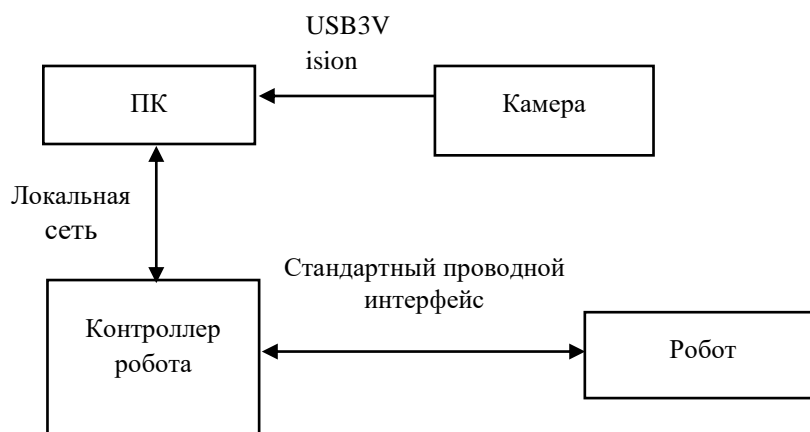 USB3V
ision
ПК
Камера
Локальная
сеть
Стандартный проводной
интерфейс
Контроллер
робота
Робот